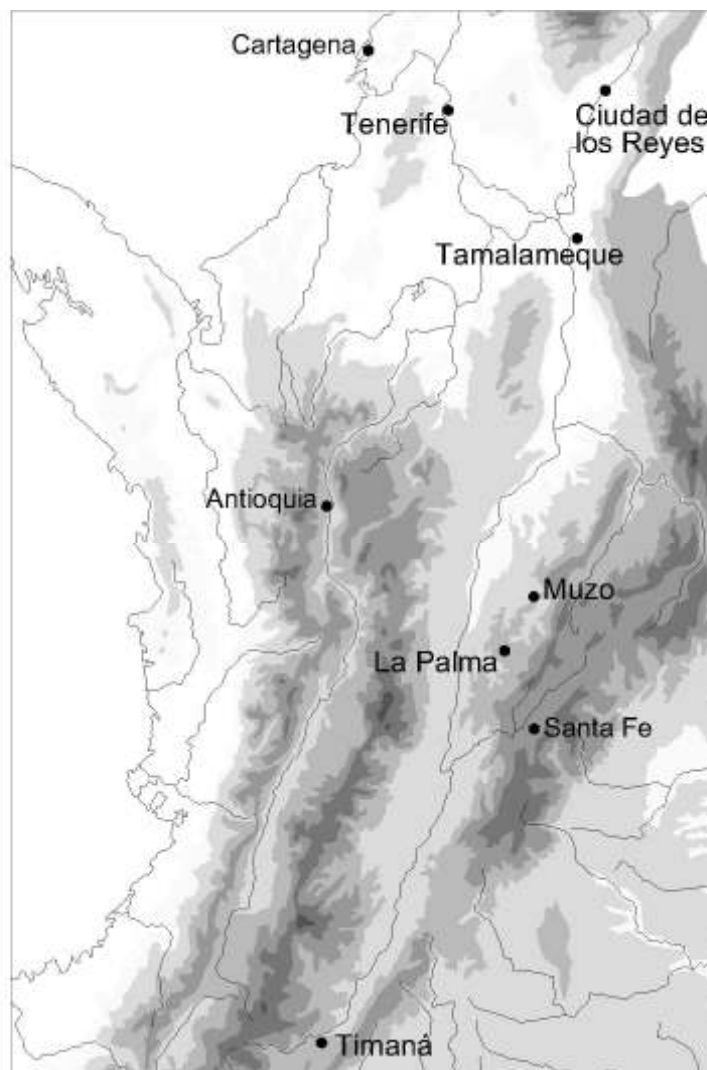 Cartagena
Tenerife
Ciudad de
los Reyes
Tamalameque
Antioquia
Muzo
La Palma
Santa Fe
Timaná